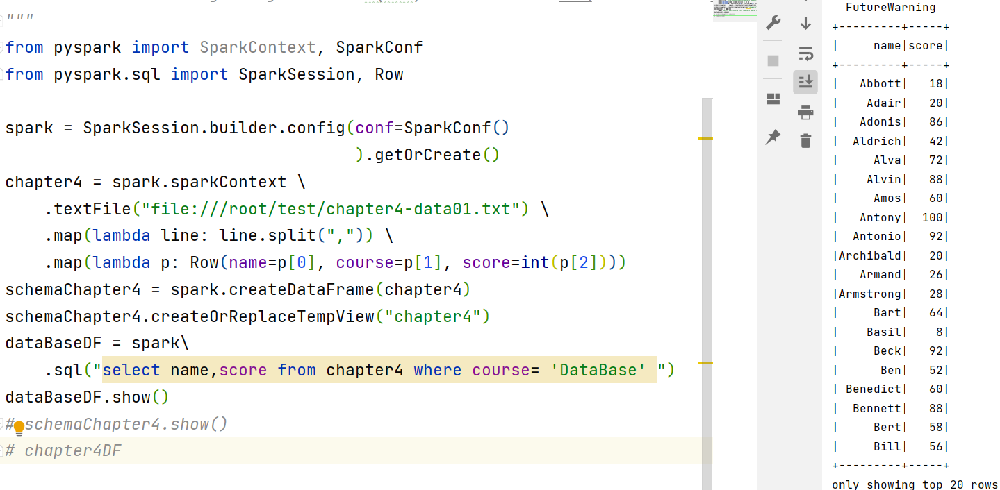 """
from pyspark import SparkContext, SparkConf
from pyspark.sql import SparkSession, Row
spark = SparkSession.builder.config(conf=SparkConf()
).getOrCreate()
chapter4 = spark.sparkContext \
.textFile("file:///root/test/chapter4-data01.txt") \
.map(lambda line: line.split(",")) \
.map(lambda p: Row(name=p[0], course=p[1], score=int(p[2])))
schemaChapter4 = spark.createDataFrame(chapter4)
schemaChapter4.createOrReplaceTempView("chapter4")
dataBaseDF = spark\
.sql("select name,score from chapter4 where course= 'DataBase' ")
dataBaseDF.show()
# schemaChapter4.show()
# chapter4DF
FutureWarning
+---------+-----+
|     name|score|
+---------+-----+
|   Abbott|   18|
|    Adair|   20|
|   Adonis|   86|
|  Aldrich|   42|
|     Alva|   72|
|    Alvin|   88|
|     Amos|   60|
|   Antony|  100|
|  Antonio|   92|
|Archibald|   20|
|   Armand|   26|
|Armstrong|   28|
|     Bart|   64|
|    Basil|    8|
|     Beck|   92|
|      Ben|   52|
| Benedict|   60|
|  Bennett|   88|
|     Bert|   58|
|     Bill|   56|
+---------+-----+
only showing top 20 rows